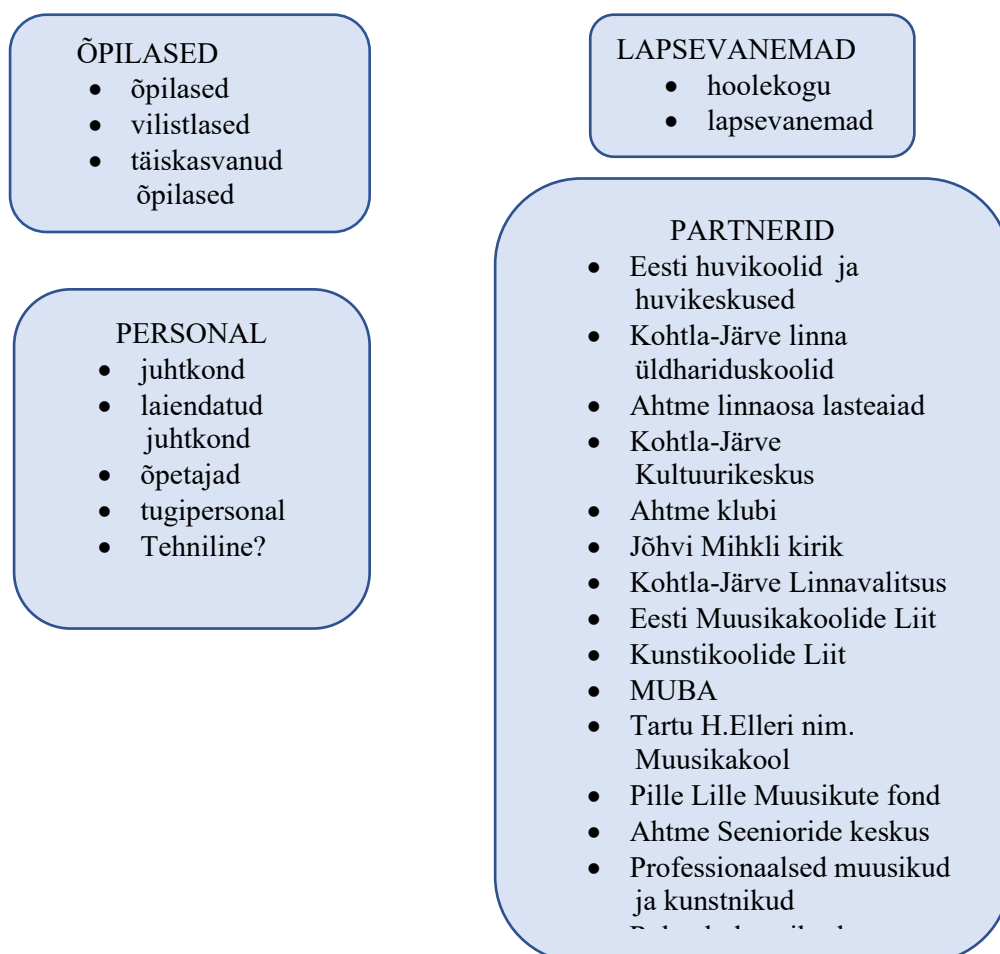 ÕPILASED
• õpilased
• vilistlased
• täiskasvanud
õpilased
LAPSEVANEMAD
• hoolekogu
• lapsevanemad
PERSONAL
• juhtkond
• laiendatud
juhtkond
• õpetajad
• tugipersonal
• Tehniline?
PARTNERID
• Eesti huvikoolid ja
huvikeskused
• Kohtla-Järve linna
üldhariduskoolid
• Ahtme linnaosa lasteaiad
• Kohtla-Järve
Kultuurikeskus
• Ahtme klubi
• Jõhvi Mihkli kirik
• Kohtla-Järve Linnavalitsus
• Eesti Muusikakoolide Liit
• Kunstikoolide Liit
• MUBA
• Tartu H.Elleri nim.
Muusikakool
• Pille Lille Muusikute fond
• Ahtme Seenioride keskus
• Professionaalsed muusikud
ja kunstnikud